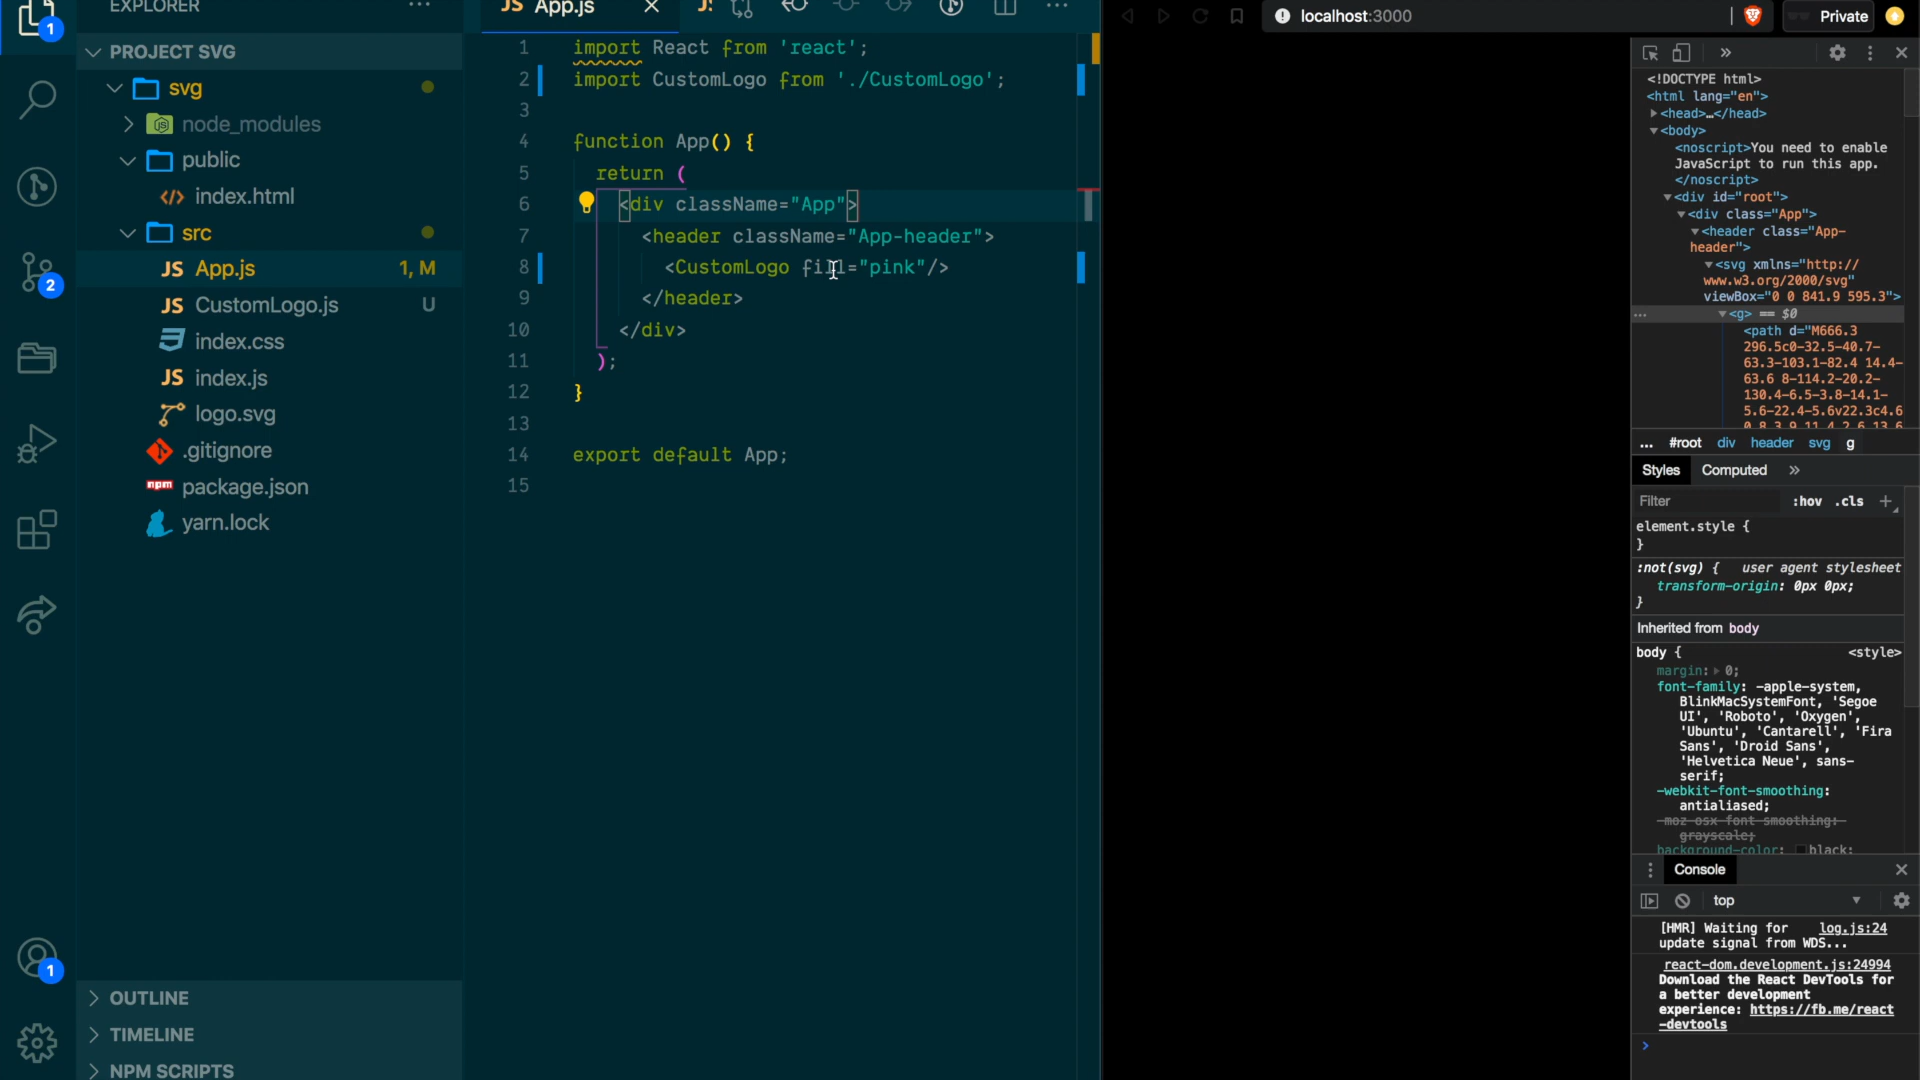 EXPLORER
PROJECT SVG
svg
node_modules
public
index.html
src
App.js 1, M
CustomLogo.js U
index.css
index.js
logo.svg
.gitignore
package.json
yarn.lock
OUTLINE
TIMELINE
NPM SCRIPTS
1
2
1
JS App.js
1 import React from 'react';
2 import CustomLogo from './CustomLogo';
3
4 function App() {
5 return (
6 <div className="App">
7 <header className="App-header">
8 <CustomLogo fill="pink"/>
9 </header>
10 </div>
11 );
12 }
13
14 export default App;
15
localhost:3000
Private
<!DOCTYPE html>
<html lang="en">
<head>…</head>
<body>
<noscript>You need to enable
JavaScript to run this app.
</noscript>
<div id="root">
<div class="App">
<header class="App-
header">
<svg xmlns="http://
www.w3.org/2000/svg"
viewBox="0 0 841.9 595.3">
<g> == $0
<path d="M666.3
296.5c0-32.5-40.7-
63.3-103.1-82.4 14.4-
63.6 8-114.2-20.2-
130.4-6.5-3.8-14.1-
5.6-22.4-5.6v22.3c4.6
0 8.3.9 11.4 2.6 13.6
... #root div header svg g
Styles Computed
Filter :hov .cls
element.style {
}
:not(svg) { user agent stylesheet
transform-origin: 0px 0px;
}
Inherited from body
body { <style>
margin: 0;
font-family: -apple-system,
BlinkMacSystemFont, 'Segoe
UI', 'Roboto', 'Oxygen',
'Ubuntu', 'Cantarell', 'Fira
Sans', 'Droid Sans',
'Helvetica Neue', sans-
serif;
-webkit-font-smoothing:
antialiased;
-moz-osx-font-smoothing:
grayscale;
background-color: black;
Console
top
[HMR] Waiting for log.js:24
update signal from WDS...
react-dom.development.js:24994
Download the React DevTools for
a better development
experience: https://fb.me/react
-devtools